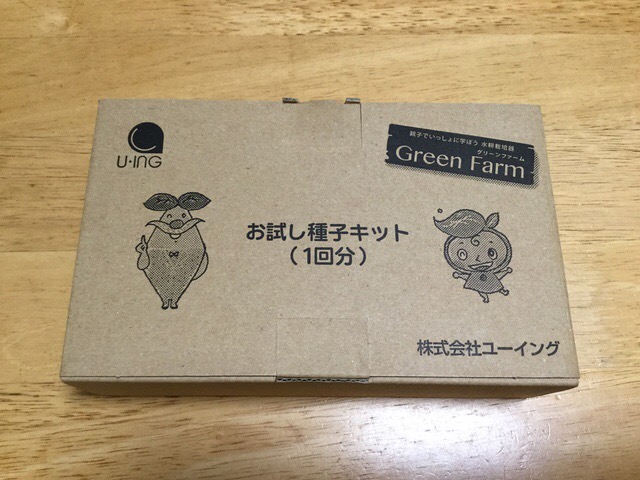 U·ING
親子でいっしょに学ぼう 水耕栽培器
グリーンファーム
Green Farm
お試し種子キット
（1回分）
株式会社ユーイング